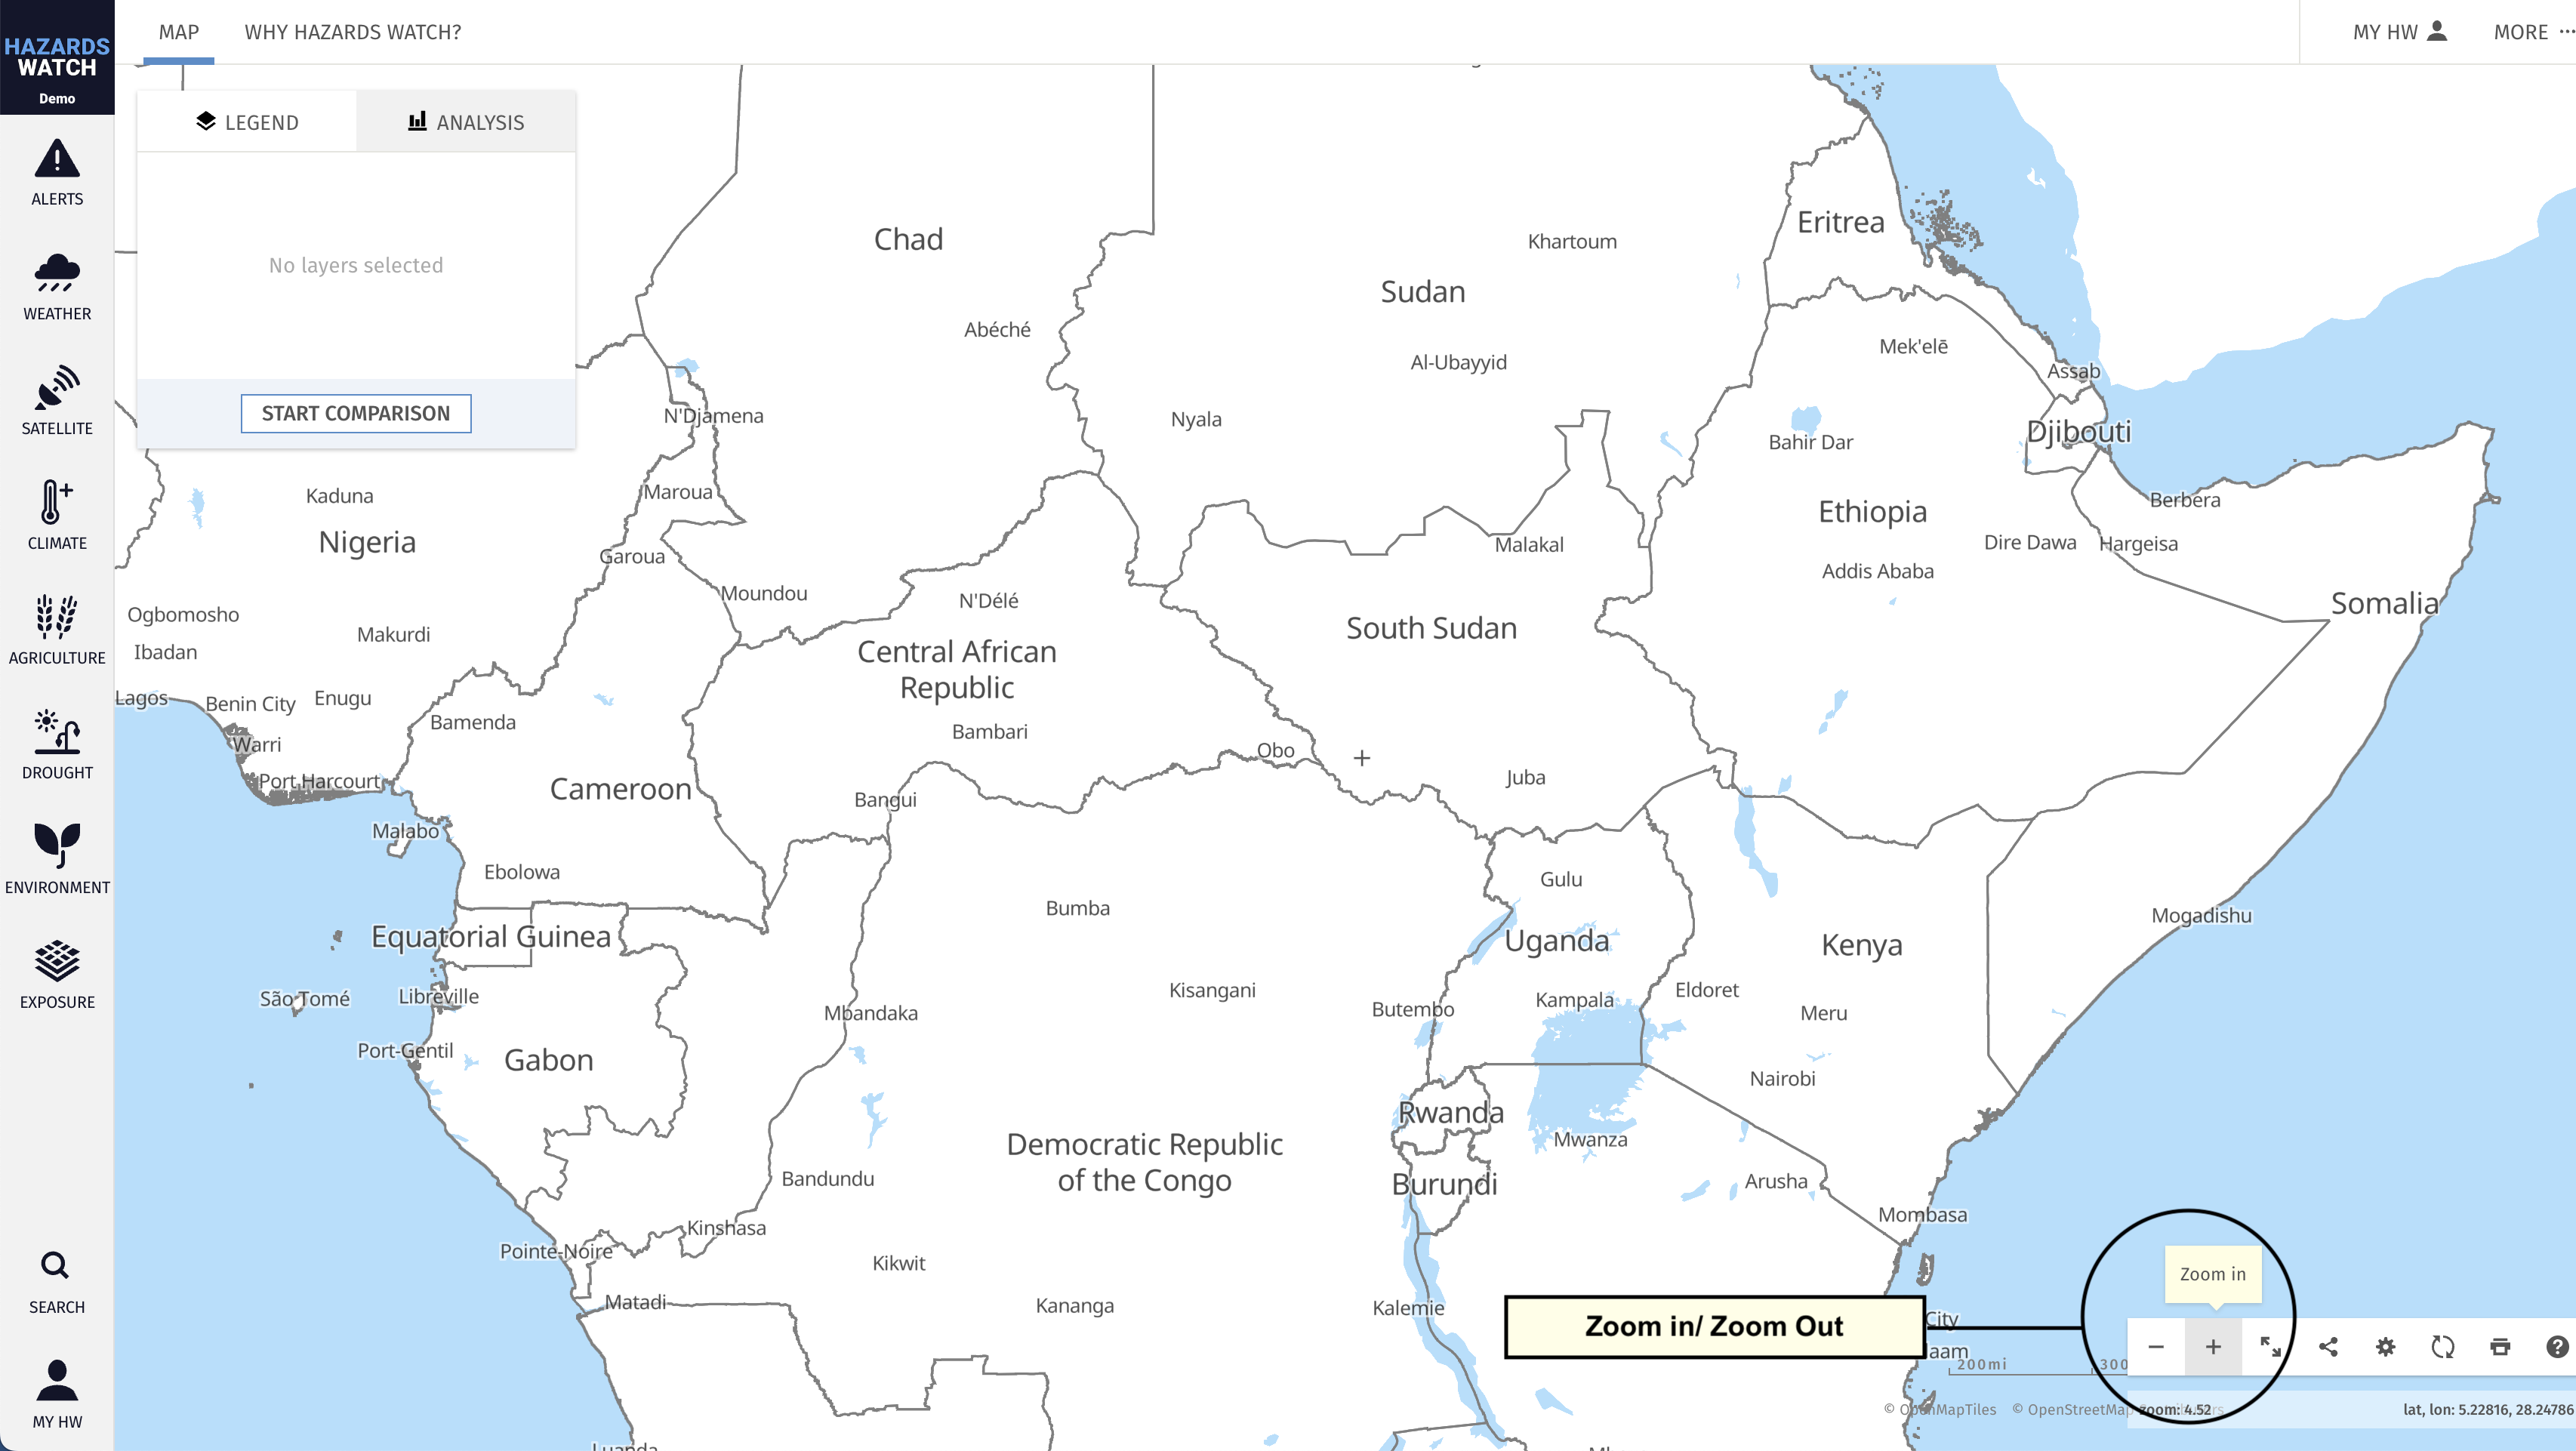 HAZARDS
WATCH
Demo
MAP
WHY HAZARDS WATCH?
MY HW
MORE
LEGEND
ANALYSIS
No layers selected
START COMPARISON
ALERTS
WEATHER
SATELLITE
CLIMATE
AGRICULTURE
DROUGHT
ENVIRONMENT
EXPOSURE
SEARCH
MY HW
Chad
Khartoum
Eritrea
Sudan
Abéché
Mek'elē
Al-Ubayyid
Assab
N'Djamena
Nyala
Djibouti
Bahir Dar
Maroua
Kaduna
Berbera
Ethiopia
Nigeria
Malakal
Dire Dawa
Hargeisa
Garoua
Addis Ababa
Moundou
N'Délé
Somalia
Ogbomosho
South Sudan
Makurdi
Ibadan
Central African
Republic
Lagos
Benin City
Enugu
Bamenda
Bambari
Warri
Obo
Juba
Port Harcourt
Cameroon
Bangui
Malabo
Ebolowa
Gulu
Bumba
Mogadishu
Equatorial Guinea
Uganda
Kenya
São Tomé
Libreville
Kisangani
Kampala
Eldoret
Butembo
Mbandaka
Meru
Port-Gentil
Gabon
Nairobi
Rwanda
Mwanza
Democratic Republic
of the Congo
Bandundu
Burundi
Arusha
Mombasa
Kinshasa
Pointe-Noire
Kikwit
Zoom in
Matadi
Kananga
Kalemie
Zoom in/ Zoom Out
City
laam
200mi
300
© OpenMapTiles © OpenStreetMap
zoom: 4.52
lat, lon: 5.22816, 28.24786
Luanda